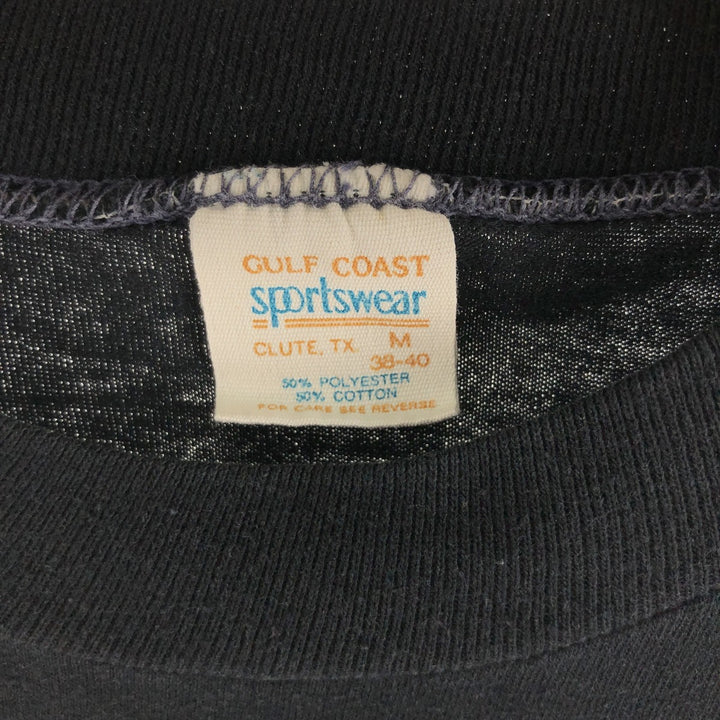 GULF COAST
sportswear
CLUTE, TX M
38-40
50% POLYESTER
50% COTTON
FOR CARE SEE REVERSE